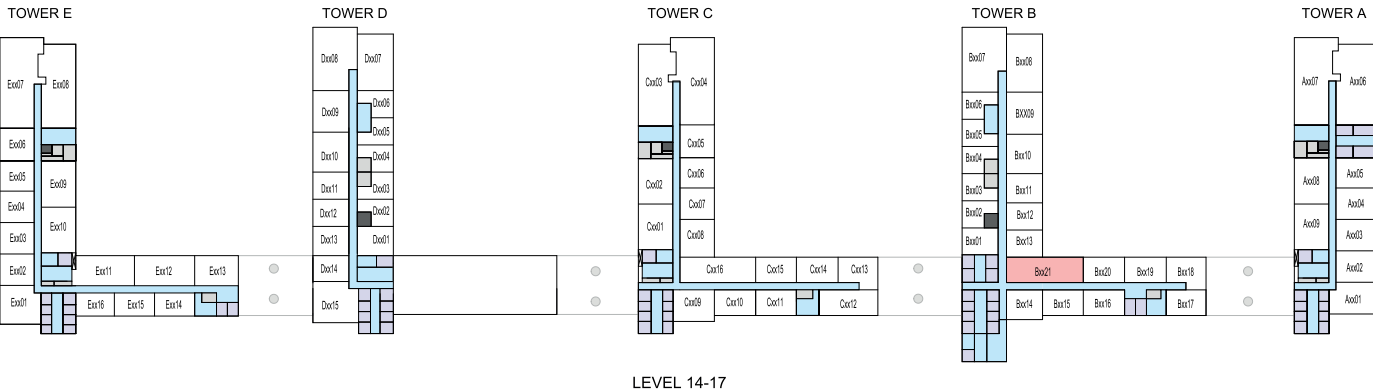 TOWER E TOWER D TOWER C TOWER B TOWER A
Exx07 Exx08
Exx06
Exx05 Exx09
Exx04
Exx03 Exx10
Exx02 Exx11 Exx12 Exx13
Exx01 Exx16 Exx15 Exx14
Dxx08 Dxx07
Dxx09 Dxx06
Dxx05
Dxx10 Dxx04
Dxx11 Dxx03
Dxx12 Dxx02
Dxx13 Dxx01
Dxx14
Dxx15
Cxx03 Cxx04
Cxx05
Cxx02 Cxx06
Cxx07
Cxx01 Cxx08
Cxx16 Cxx15 Cxx14 Cxx13
Cxx09 Cxx10 Cxx11 Cxx12
Bxx07 Bxx08
Bxx06 BXX09
Bxx05
Bxx04 Bxx10
Bxx03 Bxx11
Bxx02 Bxx12
Bxx01 Bxx13
Bxx21 Bxx20 Bxx19 Bxx18
Bxx14 Bxx15 Bxx16 Bxx17
Axx07 Axx06
Axx08 Axx05
Axx04
Axx09 Axx03
Axx02
Axx01
LEVEL 14-17